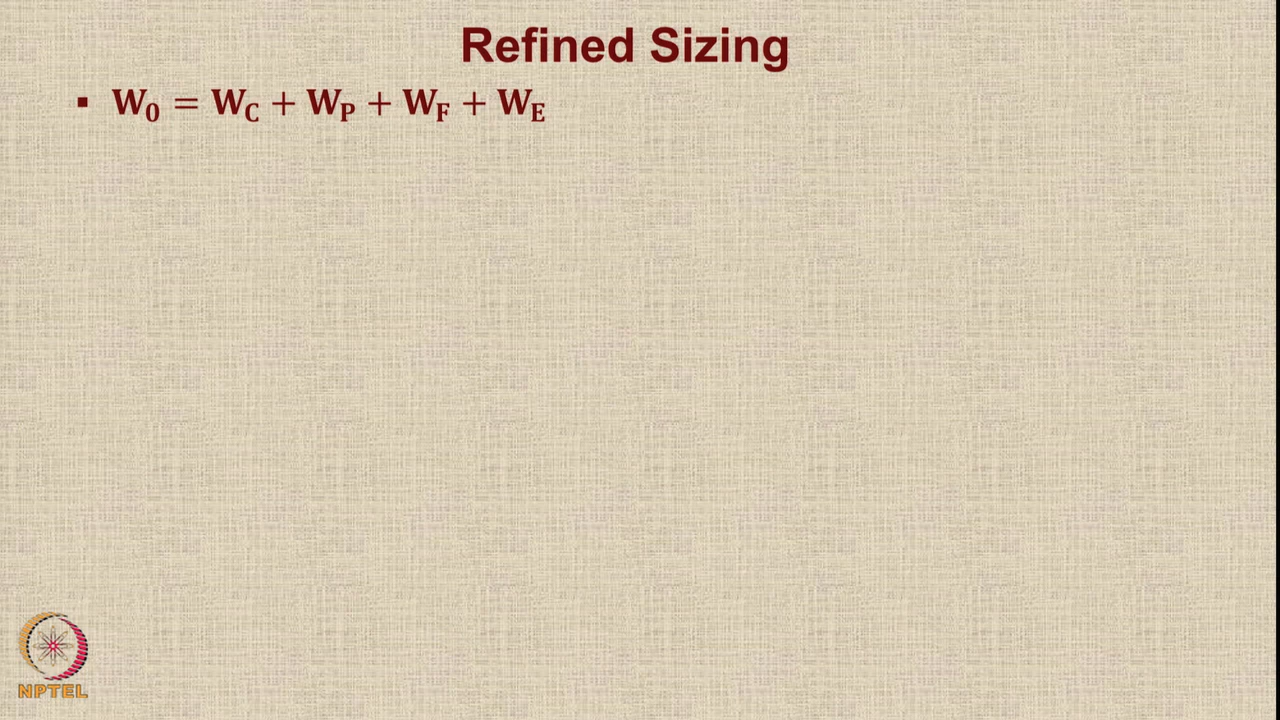 Refined Sizing
▪ W₀ = W_C + W_P + W_F + W_E
NPTEL